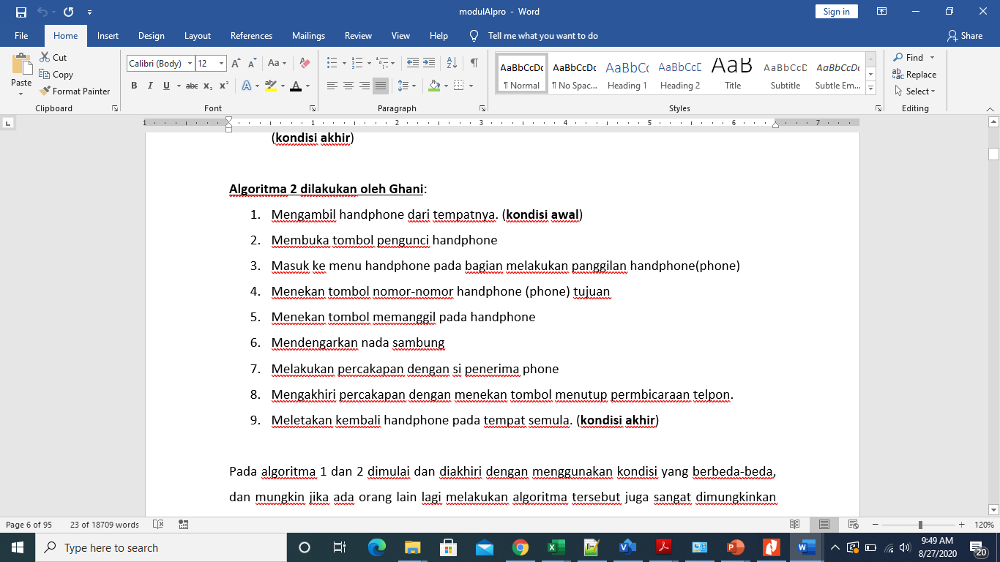 modulAlpro - Word
Sign in
File Home Insert Design Layout References Mailings Review View Help Tell me what you want to do Share
Paste
Cut
Copy
Format Painter
Clipboard
Calibri (Body) 12
Font
Paragraph
AaBbCcDc AaBbCcDc AaBbCc AaBbCcD AaB AaBbCcD AaBbCcDc
¶ Normal ¶ No Spac... Heading 1 Heading 2 Title Subtitle Subtle Em...
Styles
Find
Replace
Select
Editing
1 1 2 3 4 5 6 7
(kondisi akhir)
Algoritma 2 dilakukan oleh Ghani:
1. Mengambil handphone dari tempatnya. (kondisi awal)
2. Membuka tombol pengunci handphone
3. Masuk ke menu handphone pada bagian melakukan panggilan handphone(phone)
4. Menekan tombol nomor-nomor handphone (phone) tujuan
5. Menekan tombol memanggil pada handphone
6. Mendengarkan nada sambung
7. Melakukan percakapan dengan si penerima phone
8. Mengakhiri percakapan dengan menekan tombol menutup permbicaraan telpon.
9. Meletakan kembali handphone pada tempat semula. (kondisi akhir)
Pada algoritma 1 dan 2 dimulai dan diakhiri dengan menggunakan kondisi yang berbeda-beda,
dan mungkin jika ada orang lain lagi melakukan algoritma tersebut juga sangat dimungkinkan
Page 6 of 95 23 of 18709 words 120%
Type here to search
9:49 AM
8/27/2020
20